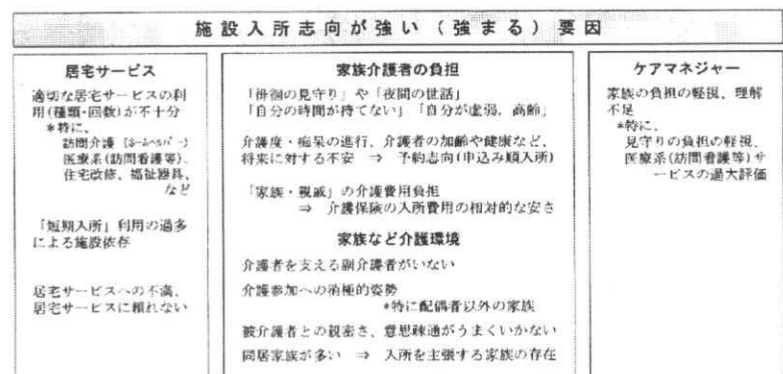 施設入所志向が強い（強まる）要因
居宅サービス
適切な居宅サービスの利
用(種類・回数)が不十分
*特に、
訪問介護（ホームヘルパー）
医療系(訪問看護等)、
住宅改修、福祉器具、
など
「短期入所」利用の過多
による施設依存
居宅サービスへの不満、
居宅サービスに頼れない
家族介護者の負担
「徘徊の見守り」や「夜間の世話」
「自分の時間が持てない」「自分が虚弱、高齢」
介護度・痴呆の進行、介護者の加齢や健康など、
将来に対する不安 ⇒ 予約志向(申込み順入所)
「家族・親戚」の介護費用負担
⇒ 介護保険の入所費用の相対的な安さ
家族など介護環境
介護者を支える副介護者がいない
介護参加への消極的姿勢
*特に配偶者以外の家族
被介護者との親密さ、意思疎通がうまくいかない
同居家族が多い ⇒ 入所を主張する家族の存在
ケアマネジャー
家族の負担の軽視、理解
不足
*特に、
見守りの負担の軽視、
医療系(訪問看護等)サ
ービスの過大評価